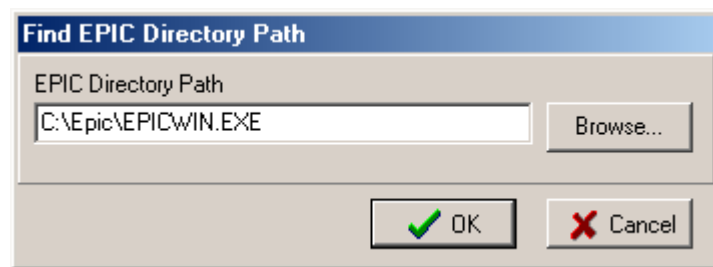 Find EPIC Directory Path
EPIC Directory Path
C:\Epic\EPICWIN.EXE
Browse...
OK
Cancel